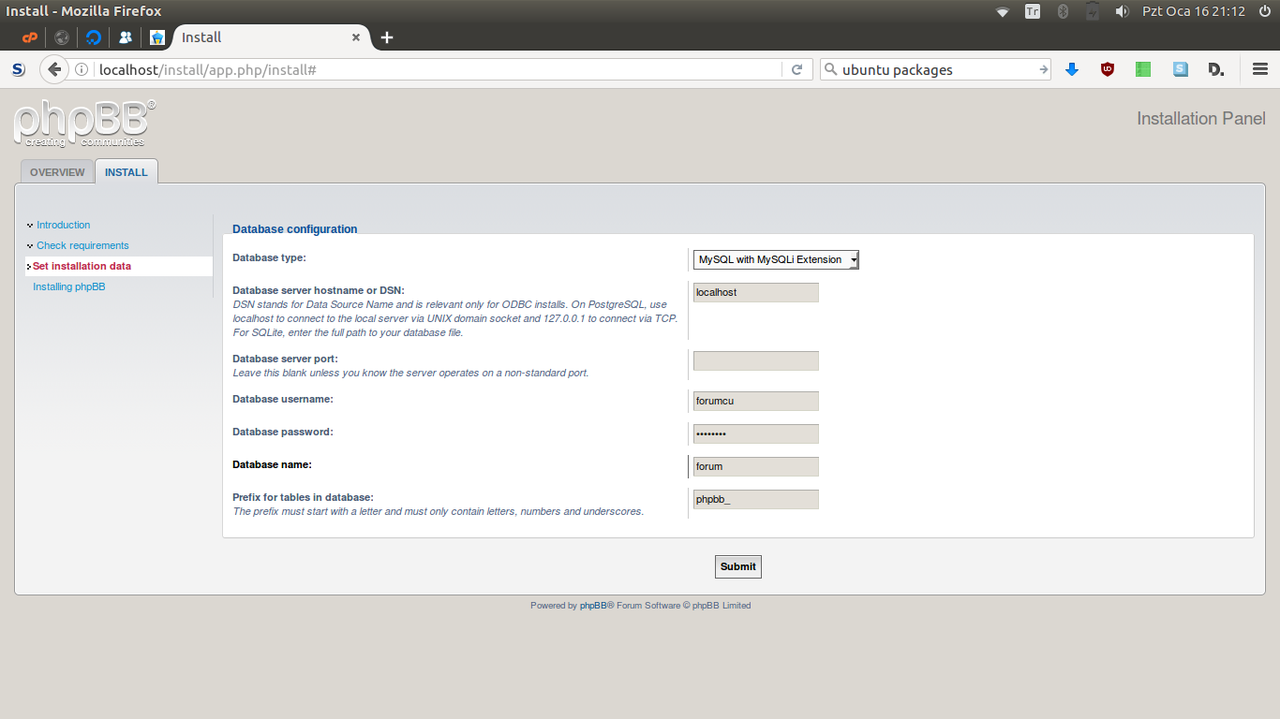 Install - Mozilla Firefox
Tr
Pzt Oca 16 21:12
cP
Install
S
localhost/install/app.php/install#
ubuntu packages
S
D.
phpBB®
creating communities
Installation Panel
OVERVIEW
INSTALL
Introduction
Check requirements
Set installation data
Installing phpBB
Database configuration
Database type:
MySQL with MySQLi Extension
Database server hostname or DSN:
localhost
DSN stands for Data Source Name and is relevant only for ODBC installs. On PostgreSQL, use
localhost to connect to the local server via UNIX domain socket and 127.0.0.1 to connect via TCP.
For SQLite, enter the full path to your database file.
Database server port:
Leave this blank unless you know the server operates on a non-standard port.
Database username:
forumcu
Database password:
••••••••
Database name:
forum
Prefix for tables in database:
phpbb_
The prefix must start with a letter and must only contain letters, numbers and underscores.
Submit
Powered by phpBB® Forum Software © phpBB Limited